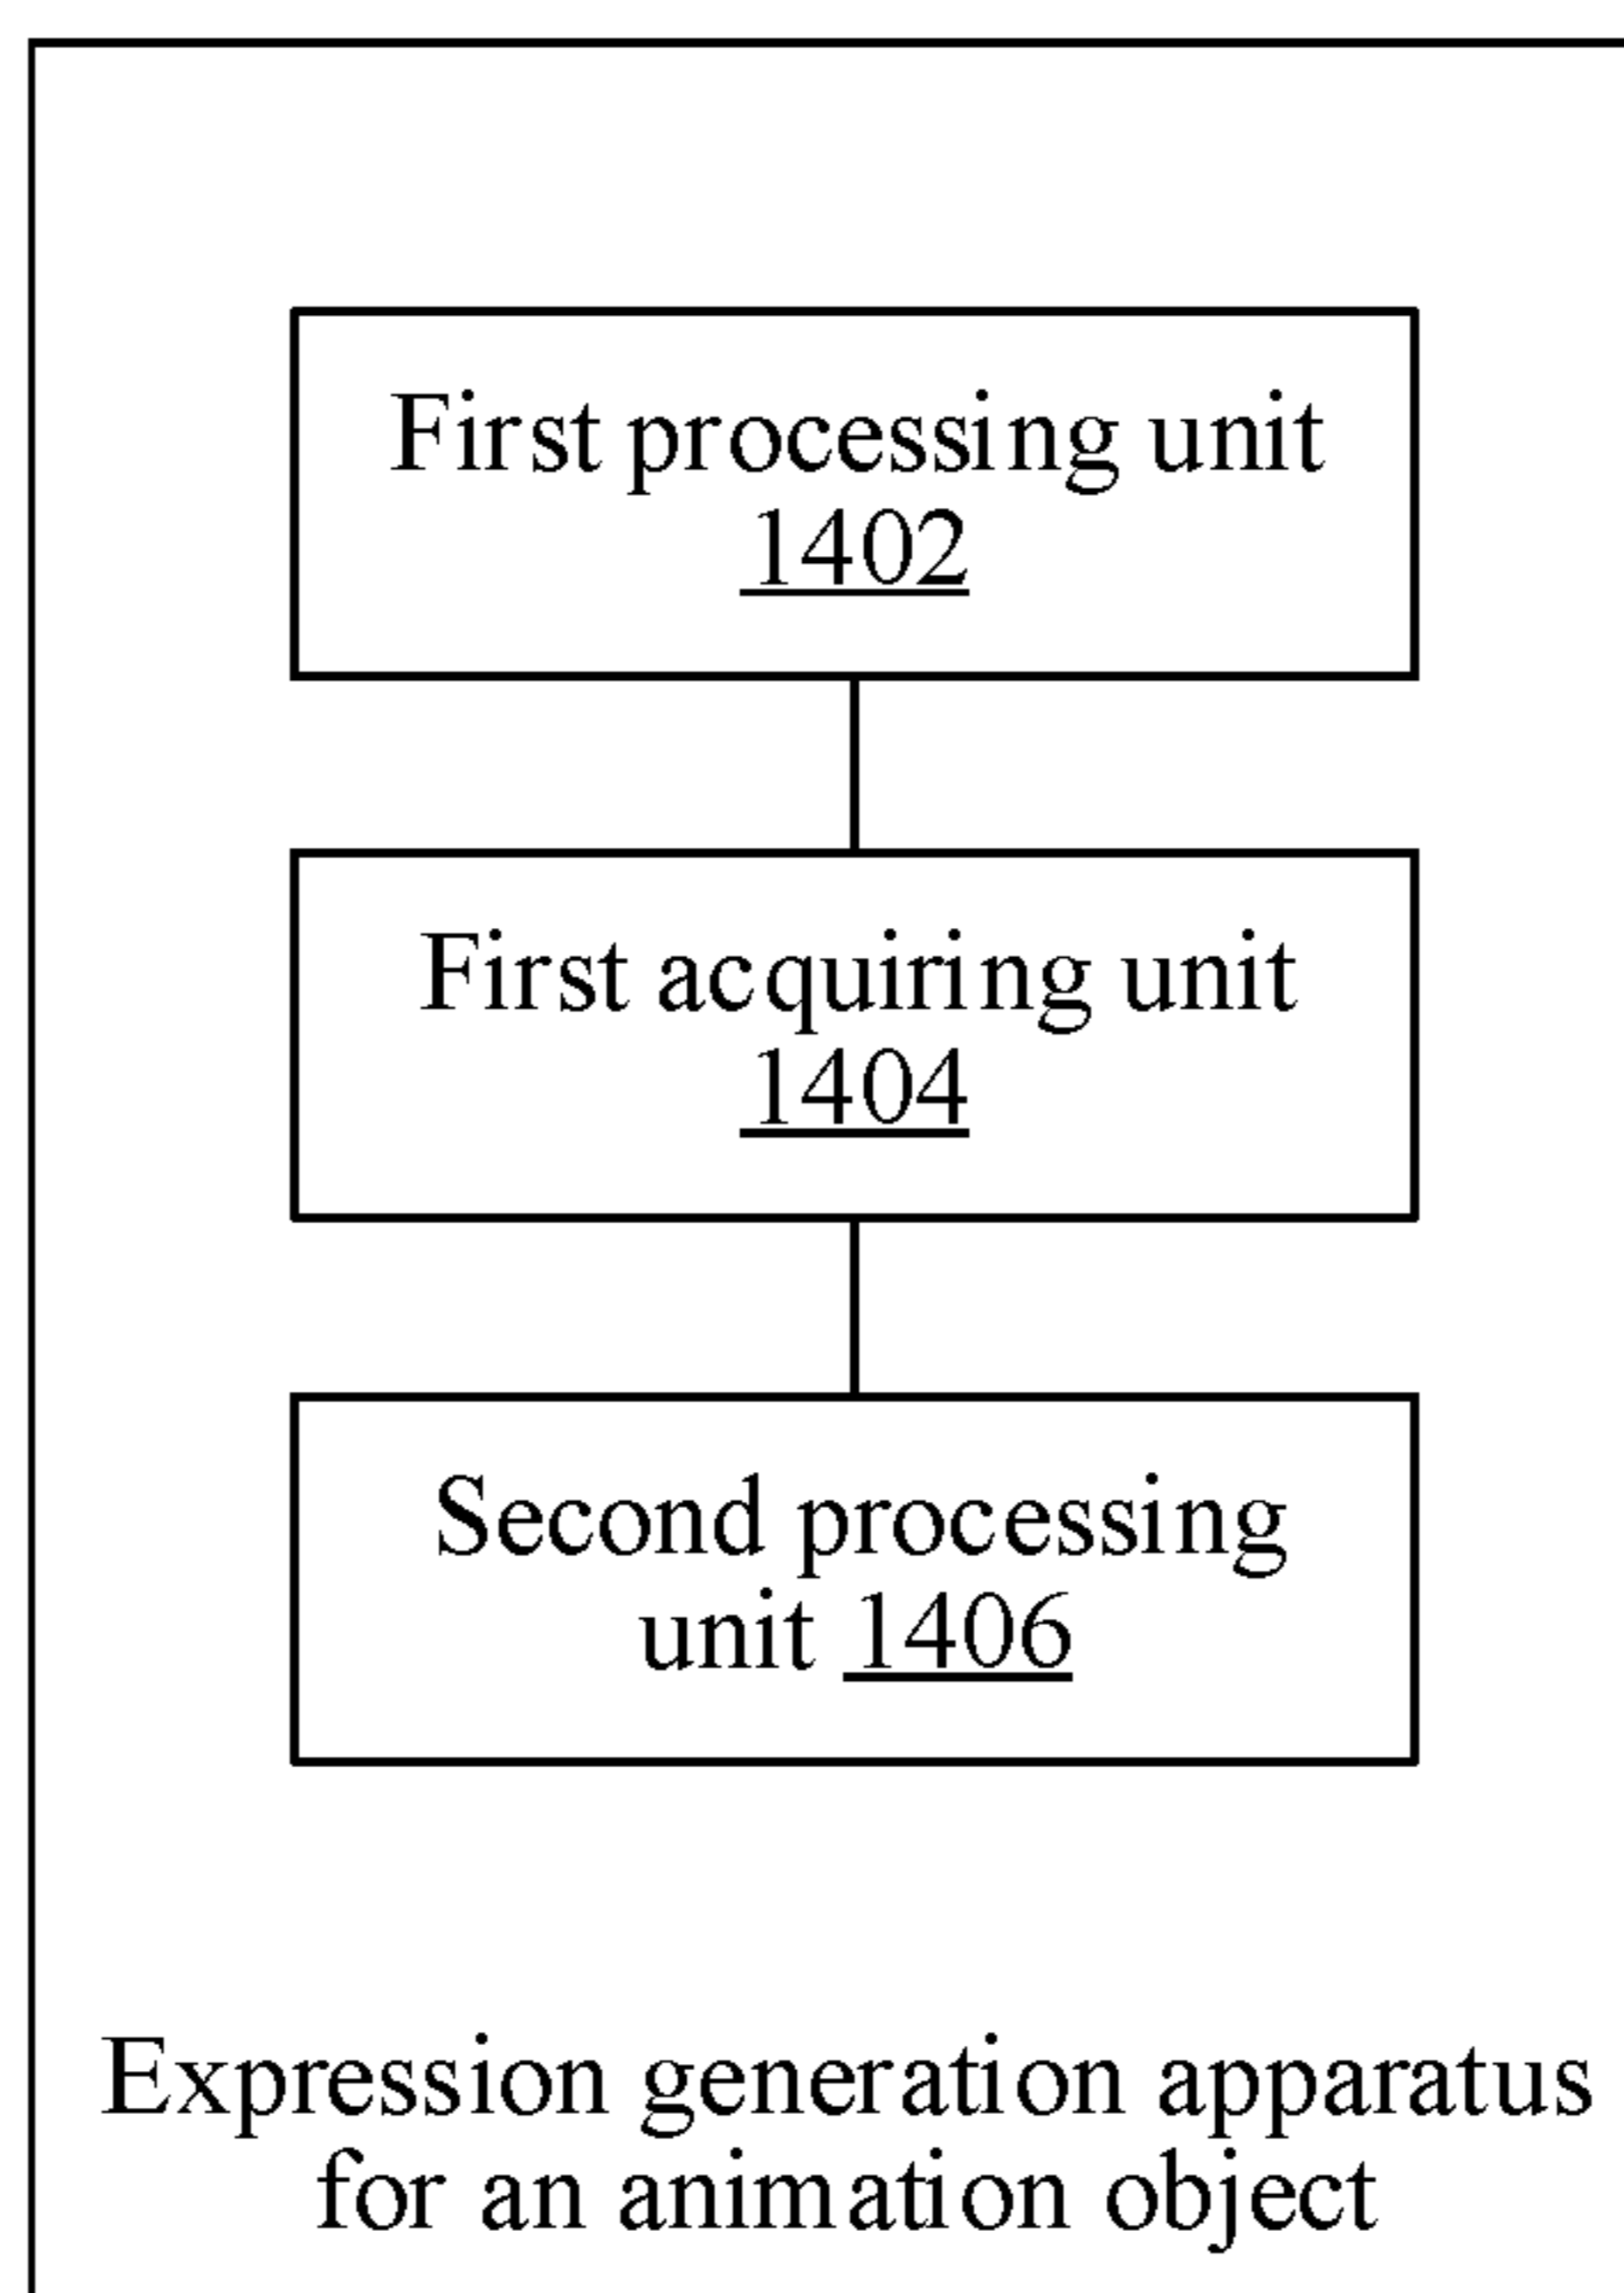 First processing unit
1402
First acquiring unit
1404
Second processing
unit 1406
Expression generation apparatus
for an animation object